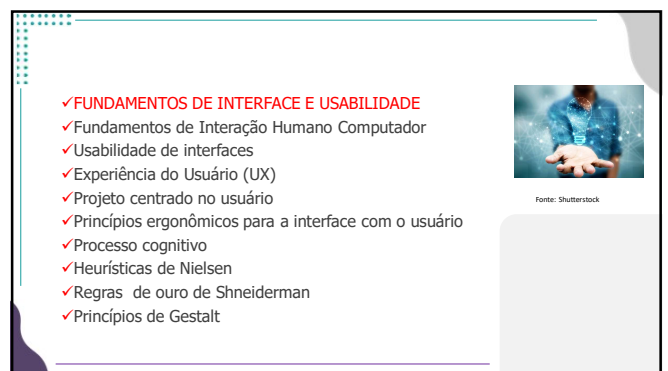 ✓FUNDAMENTOS DE INTERFACE E USABILIDADE
✓Fundamentos de Interação Humano Computador
✓Usabilidade de interfaces
✓Experiência do Usuário (UX)
✓Projeto centrado no usuário
✓Princípios ergonômicos para a interface com o usuário
✓Processo cognitivo
✓Heurísticas de Nielsen
✓Regras de ouro de Shneiderman
✓Princípios de Gestalt
Fonte: Shutterstock